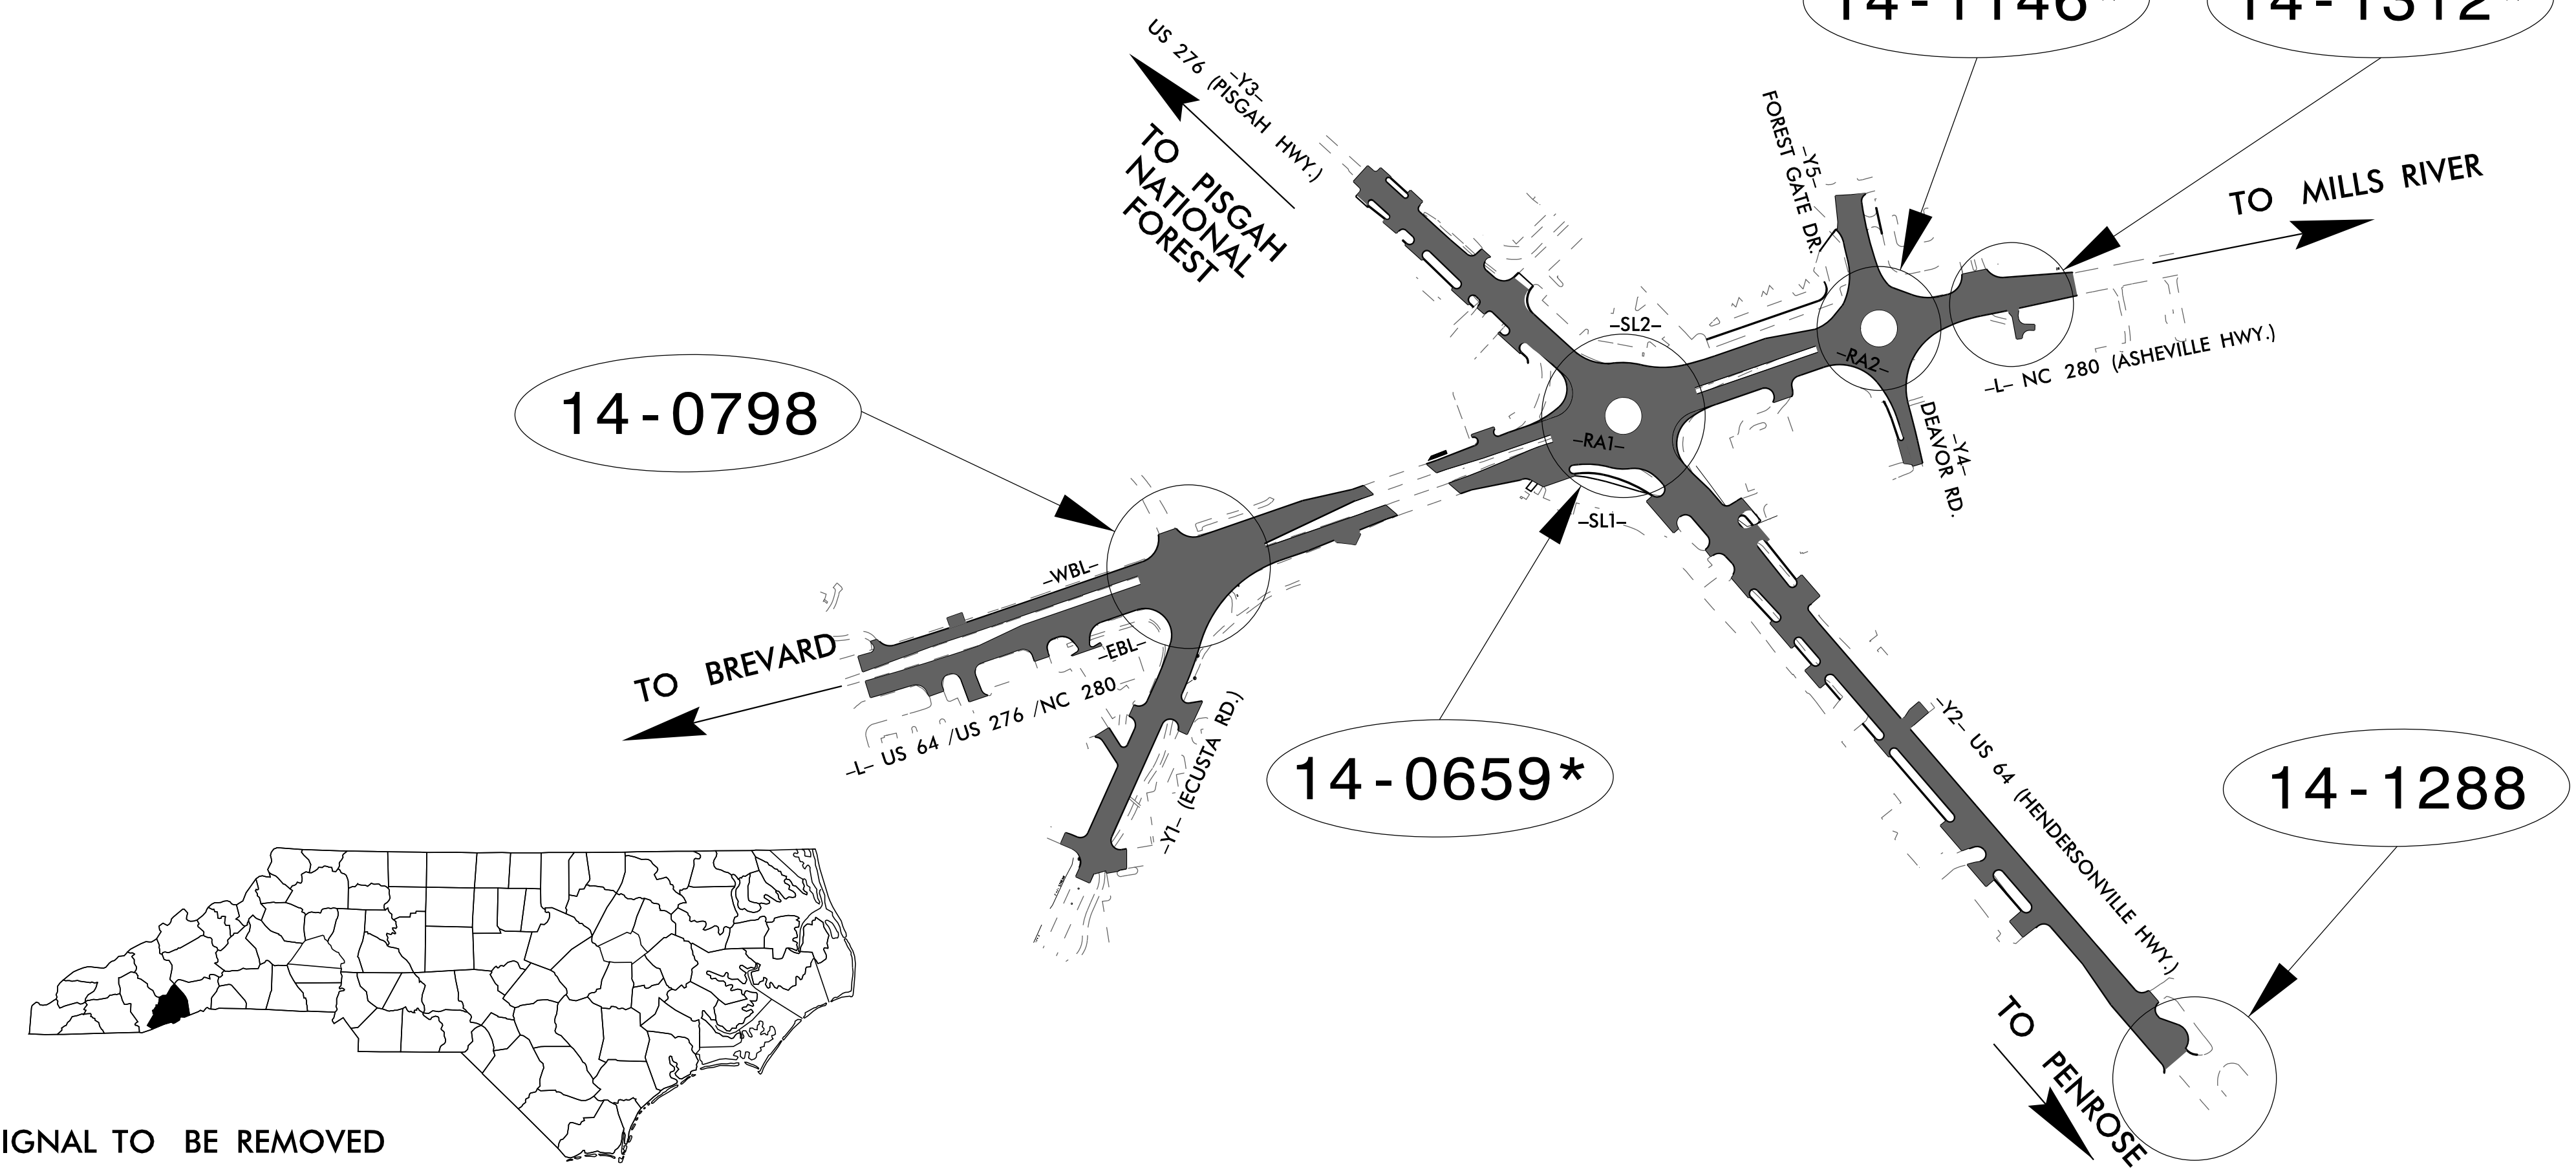 14-1146*
14-1312*
US 276 (PISGAH HWY.)
-Y3-
TO PISGAH
NATIONAL
FOREST
-Y5-
FOREST GATE DR.
TO MILLS RIVER
-SL2-
-RA2-
-L- NC 280 (ASHEVILLE HWY.)
14-0798
-RA1-
-Y4-
DEAVOR RD.
-SL1-
-WBL-
-EBL-
TO BREVARD
-L- US 64 /US 276 /NC 280
-Y1- (ECUSTA RD.)
14-0659*
-Y2- US 64 (HENDERSONVILLE HWY.)
14-1288
TO PENROSE
IGNAL TO BE REMOVED